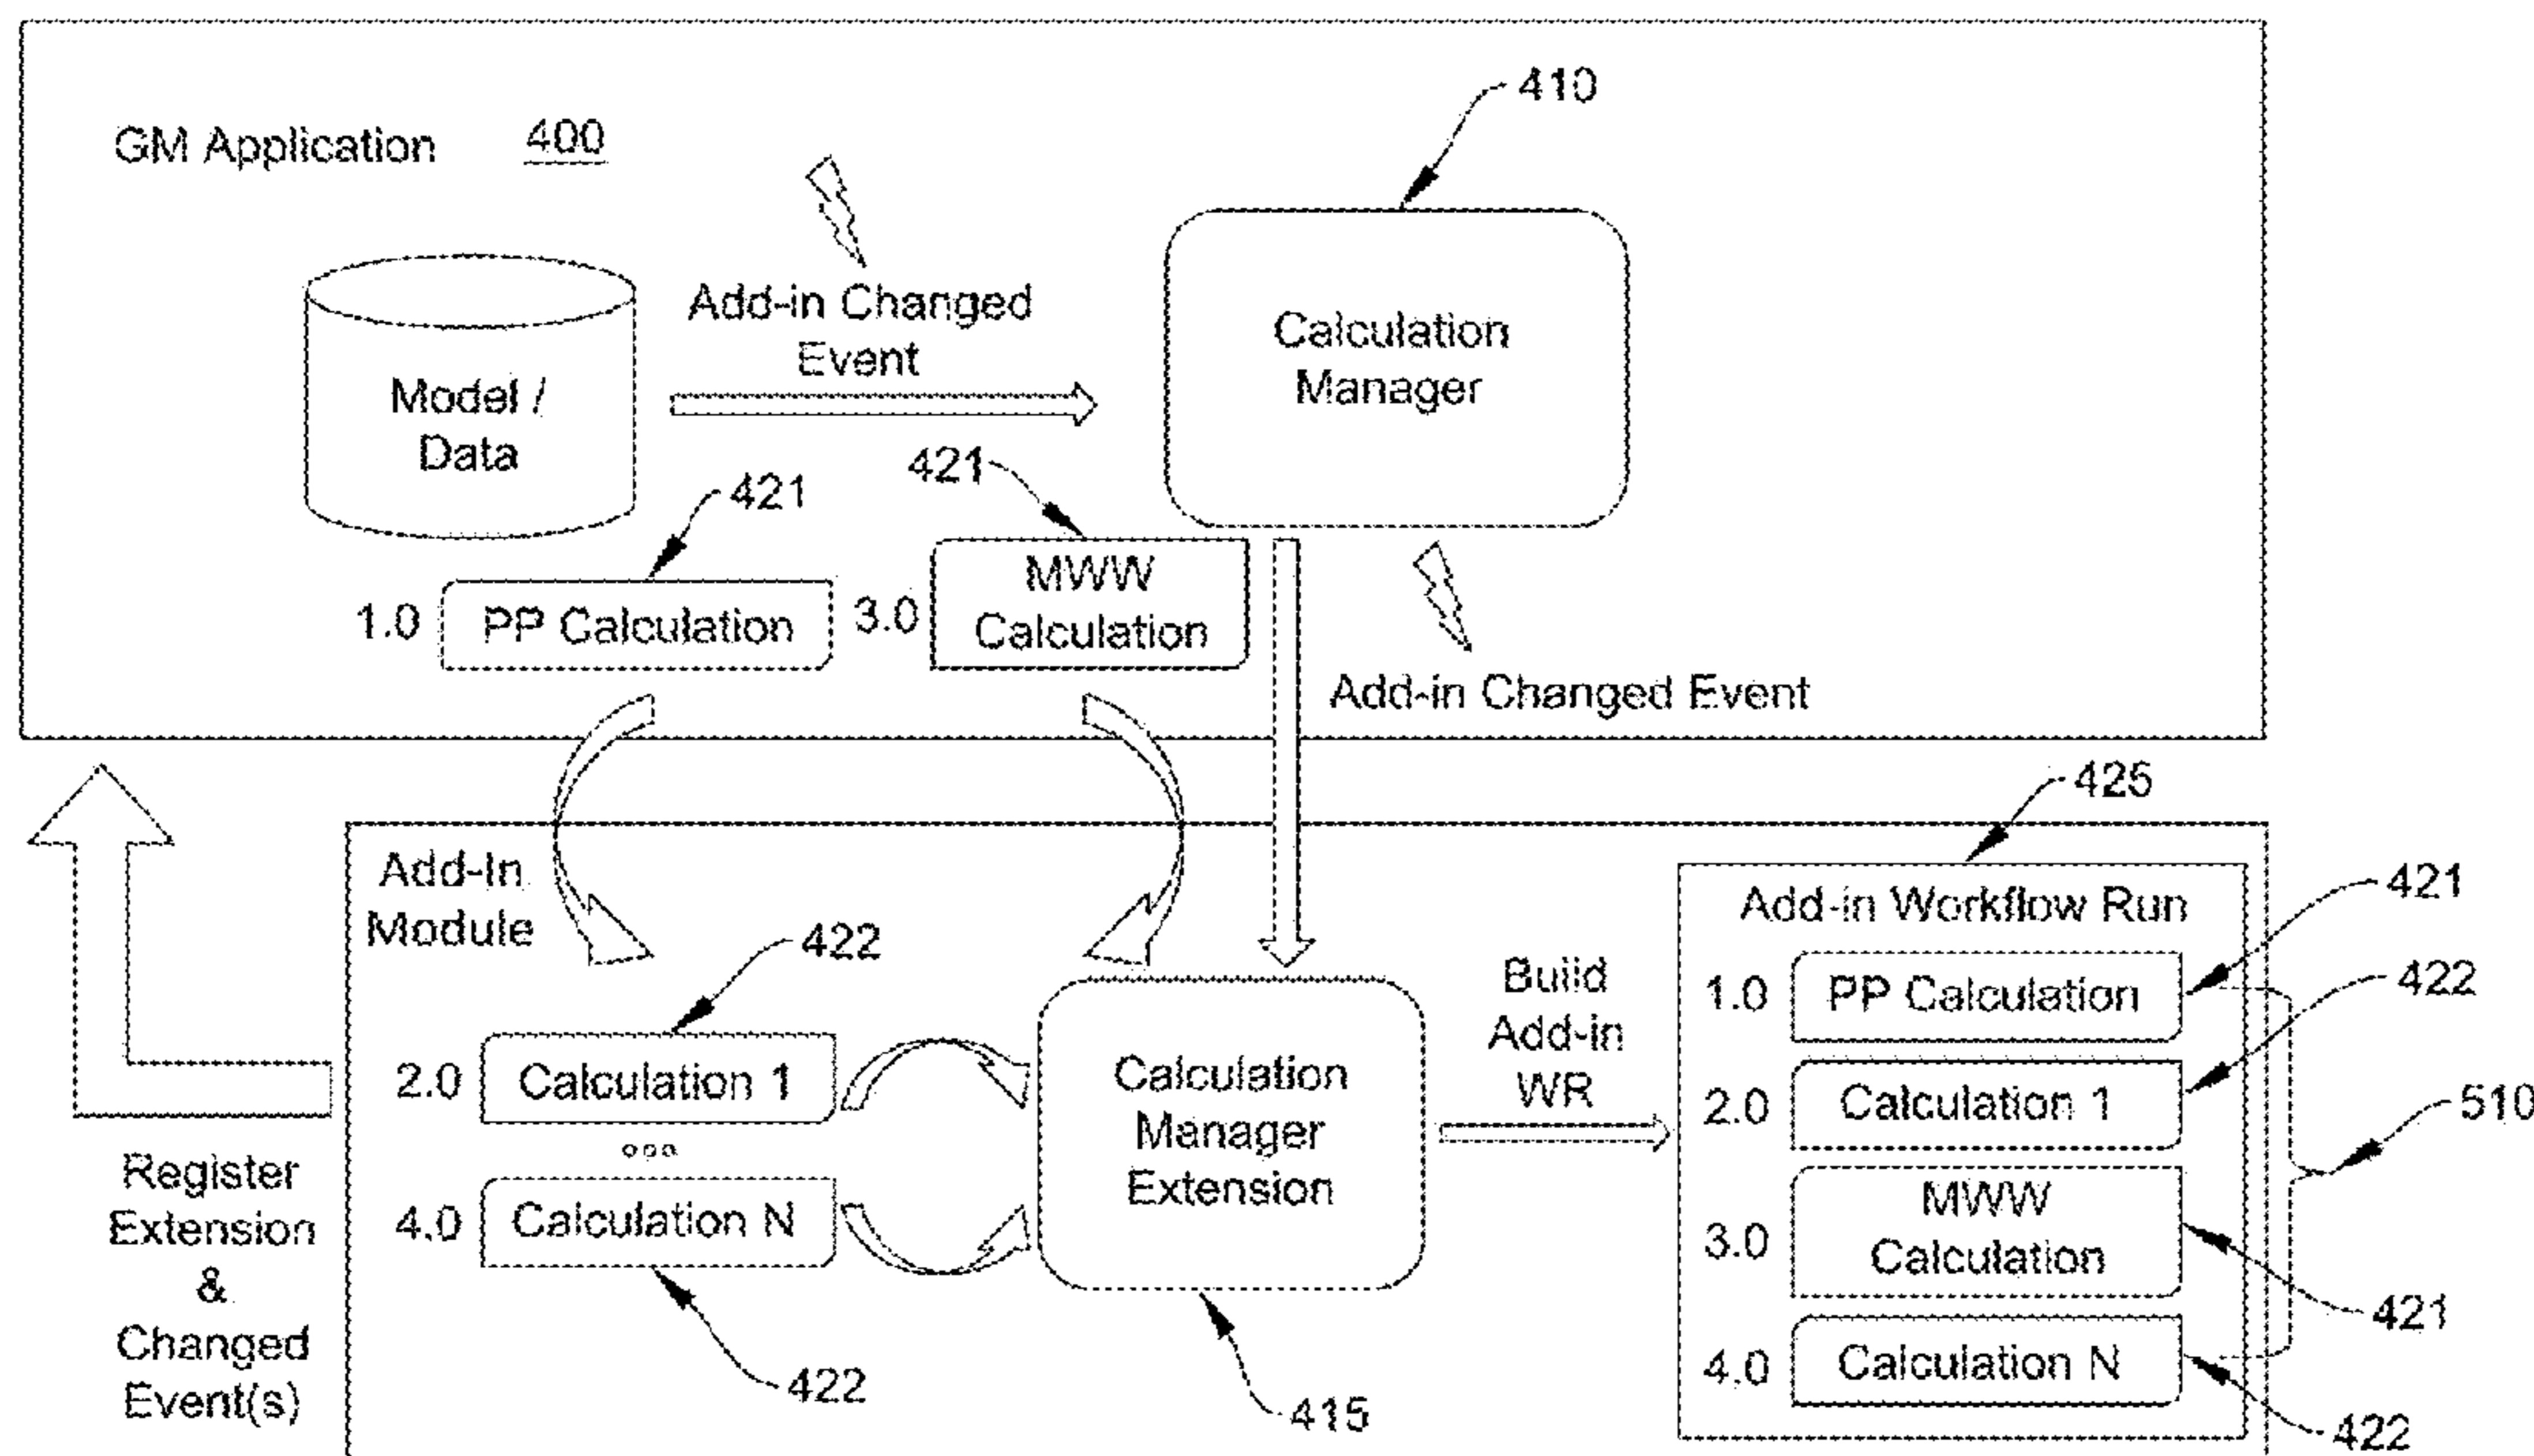 410
GM Application 400
Add-in Changed
Event
Calculation
Manager
Model /
Data
421
421
1.0 PP Calculation
3.0 MWW
Calculation
Add-in Changed Event
425
Add-In
Module
422
2.0 Calculation 1
ooo
4.0 Calculation N
422
Calculation
Manager
Extension
415
Build
Add-in
WR
Add-in Workflow Run
1.0 PP Calculation
421
2.0 Calculation 1
422
510
3.0 MWW
Calculation
421
4.0 Calculation N
422
Register
Extension
&
Changed
Event(s)